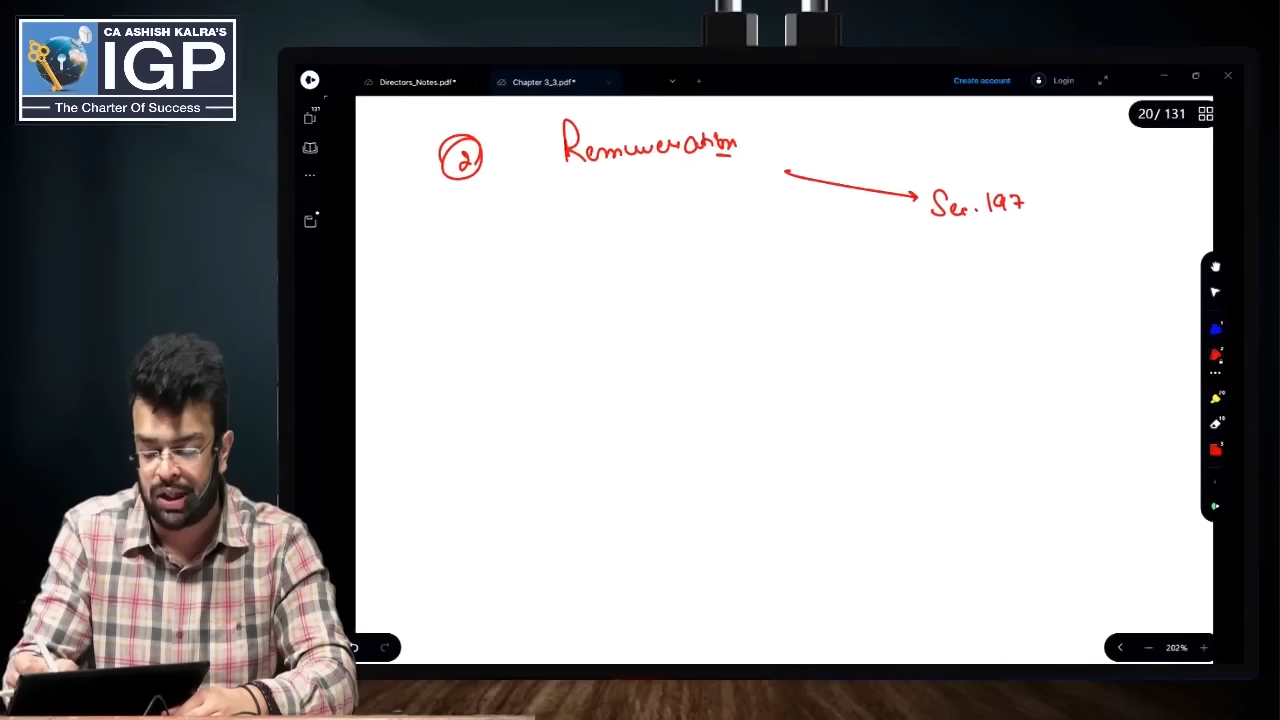 CA ASHISH KALRA'S
IGP
The Charter Of Success
Directors_Notes.pdf*
Chapter 3_3.pdf*
Create account
Login
131
20/131
2
Remuneration
Sec. 197
202%